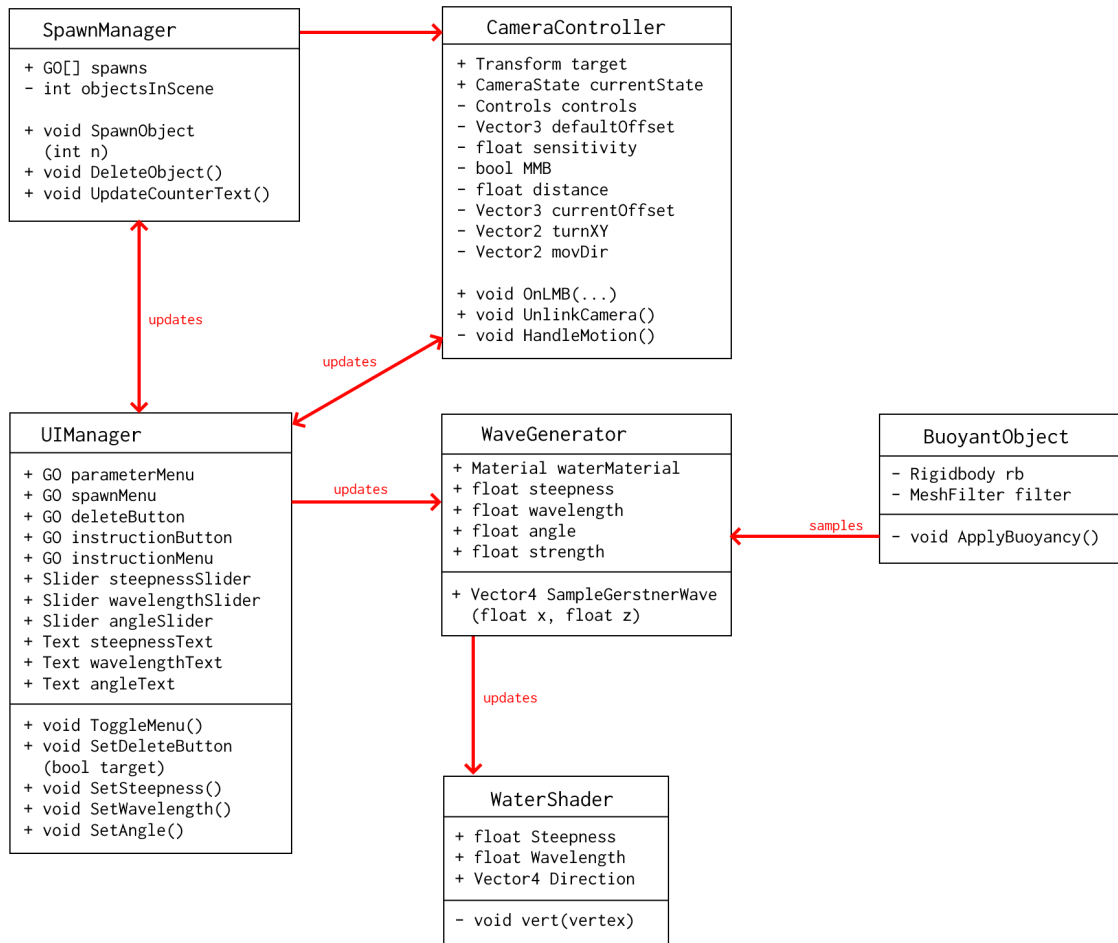 SpawnManager
+ GO[] spawns
- int objectsInScene
+ void SpawnObject
(int n)
+ void DeleteObject()
+ void UpdateCounterText()
CameraController
+ Transform target
+ CameraState currentState
- Controls controls
- Vector3 defaultOffset
- float sensitivity
- bool MMB
- float distance
- Vector3 currentOffset
- Vector2 turnXY
- Vector2 movDir
+ void OnLMB(...)
+ void UnlinkCamera()
- void HandleMotion()
updates
updates
UIManager
+ GO parameterMenu
+ GO spawnMenu
+ GO deleteButton
+ GO instructionButton
+ GO instructionMenu
+ Slider steepnessSlider
+ Slider wavelengthSlider
+ Slider angleSlider
+ Text steepnessText
+ Text wavelengthText
+ Text angleText
+ void ToggleMenu()
+ void SetDeleteButton
(bool target)
+ void SetSteepness()
+ void SetWavelength()
+ void SetAngle()
updates
WaveGenerator
+ Material waterMaterial
+ float steepness
+ float wavelength
+ float angle
+ float strength
+ Vector4 SampleGerstnerWave
(float x, float z)
samples
BuoyantObject
- Rigidbody rb
- MeshFilter filter
- void ApplyBuoyancy()
updates
WaterShader
+ float Steepness
+ float Wavelength
+ Vector4 Direction
- void vert(vertex)